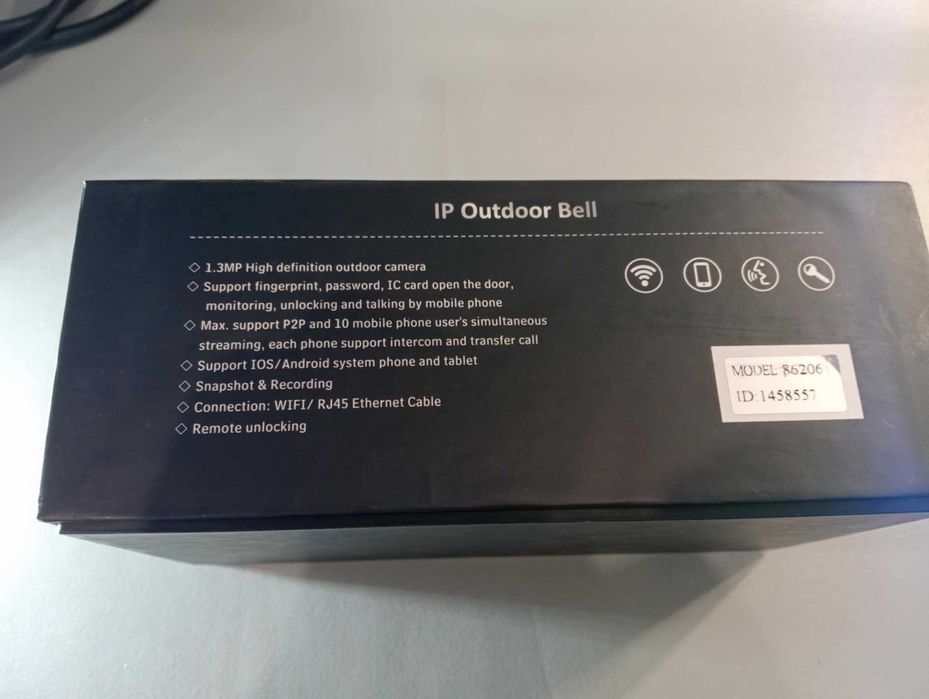 IP Outdoor Bell
◇ 1.3MP High definition outdoor camera
◇ Support fingerprint, password, IC card open the door,
monitoring, unlocking and talking by mobile phone
◇ Max. support P2P and 10 mobile phone user's simultaneous
streaming, each phone support intercom and transfer call
◇ Support IOS/Android system phone and tablet
◇ Snapshot & Recording
◇ Connection: WIFI/ RJ45 Ethernet Cable
◇ Remote unlocking
MODEL
ID:1458557